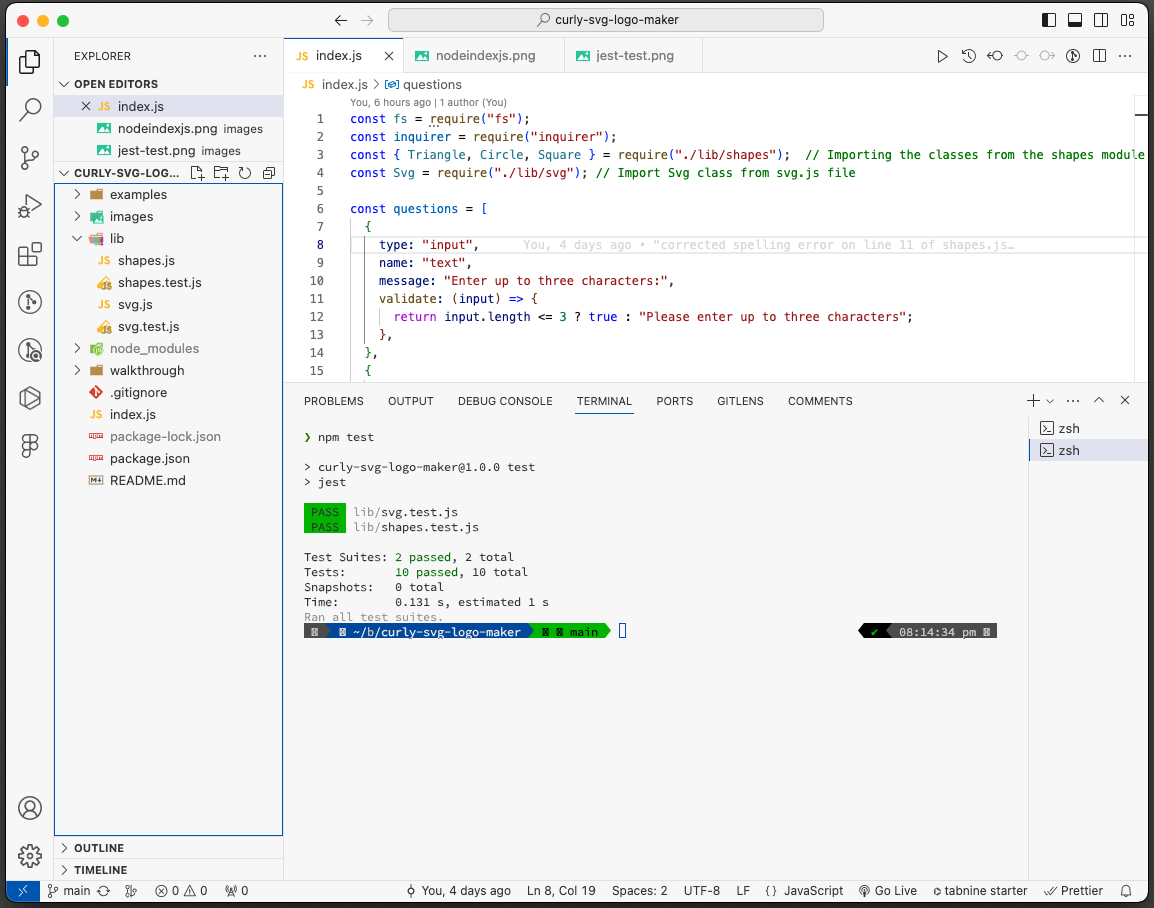 curly-svg-logo-maker
EXPLORER
OPEN EDITORS
JS index.js
nodeindexjs.png images
jest-test.png images
CURLY-SVG-LOG...
examples
images
lib
JS shapes.js
shapes.test.js
JS svg.js
svg.test.js
node_modules
walkthrough
.gitignore
JS index.js
package-lock.json
package.json
README.md
OUTLINE
TIMELINE
JS index.js
nodeindexjs.png
jest-test.png
JS index.js > questions
You, 6 hours ago | 1 author (You)
1 const fs = require("fs");
2 const inquirer = require("inquirer");
3 const { Triangle, Circle, Square } = require("./lib/shapes");  // Importing the classes from the shapes module
4 const Svg = require("./lib/svg"); // Import Svg class from svg.js file
5
6 const questions = [
7 {
8 type: "input", You, 4 days ago • "corrected spelling error on line 11 of shapes.js…
9 name: "text",
10 message: "Enter up to three characters:",
11 validate: (input) => {
12 return input.length <= 3 ? true : "Please enter up to three characters";
13 },
14 },
15 {
PROBLEMS OUTPUT DEBUG CONSOLE TERMINAL PORTS GITLENS COMMENTS
zsh
zsh
❯ npm test
> curly-svg-logo-maker@1.0.0 test
> jest
PASS lib/svg.test.js
PASS lib/shapes.test.js
Test Suites: 2 passed, 2 total
Tests: 10 passed, 10 total
Snapshots: 0 total
Time: 0.131 s, estimated 1 s
Ran all test suites.
~/b/curly-svg-logo-maker main 08:14:34 pm
main 0 0 0 You, 4 days ago Ln 8, Col 19 Spaces: 2 UTF-8 LF {} JavaScript Go Live tabnine starter Prettier